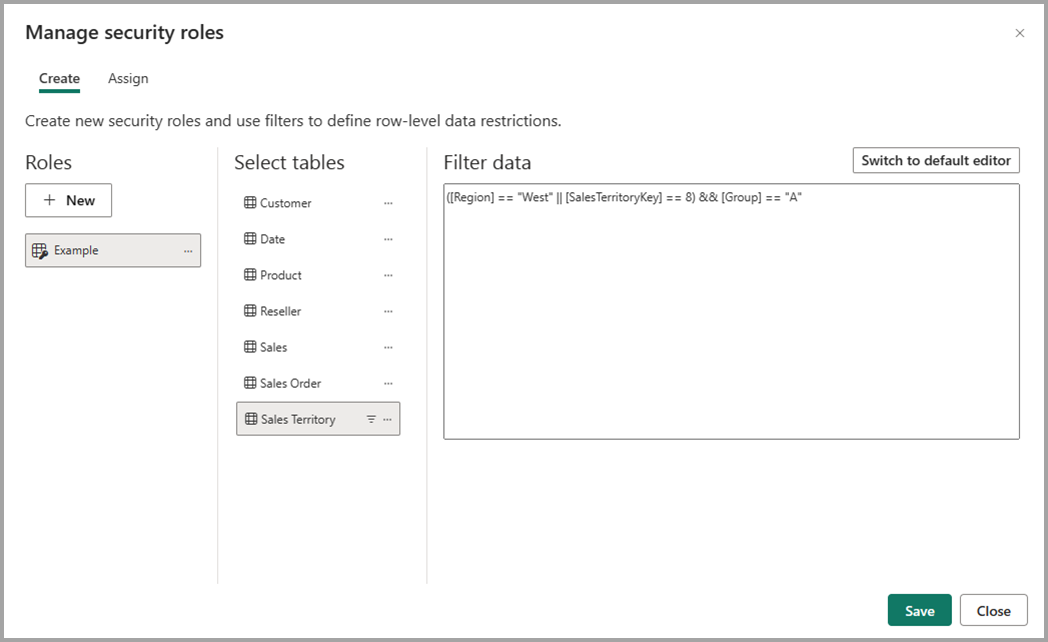 Manage security roles
Create
Assign
Create new security roles and use filters to define row-level data restrictions.
Roles
+ New
Example
Select tables
Customer
Date
Product
Reseller
Sales
Sales Order
Sales Territory
Filter data
Switch to default editor
([Region] == "West" || [SalesTerritoryKey] == 8) && [Group] == "A"
Save
Close